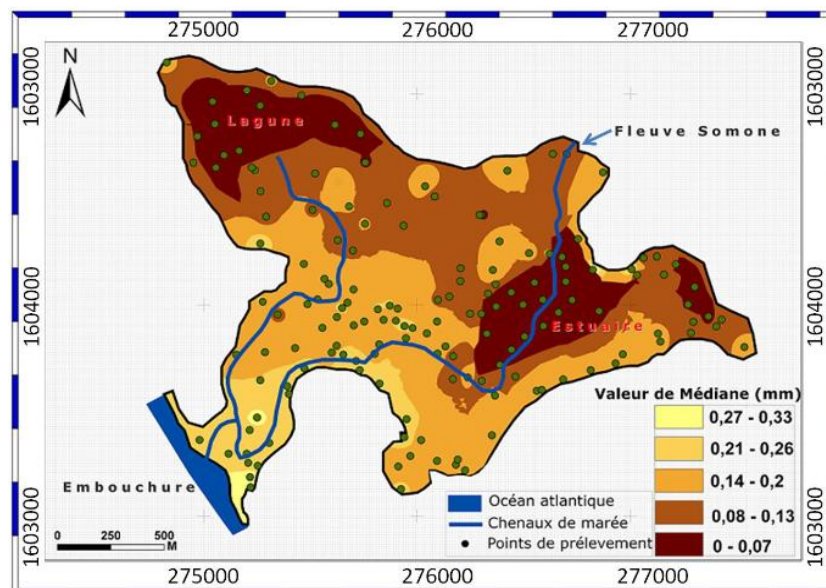 275000 276000 277000
1603000 1603000
N
Lagune
Fleuve Somone
1604000 1604000
Estuaire
Valeur de Médiane (mm)
0,27 - 0,33
0,21 - 0,26
0,14 - 0,2
0,08 - 0,13
0 - 0,07
Embouchure
Océan atlantique
Chenaux de marée
Points de prélevement
0 250 500
M
1603000 1603000
275000 276000 277000